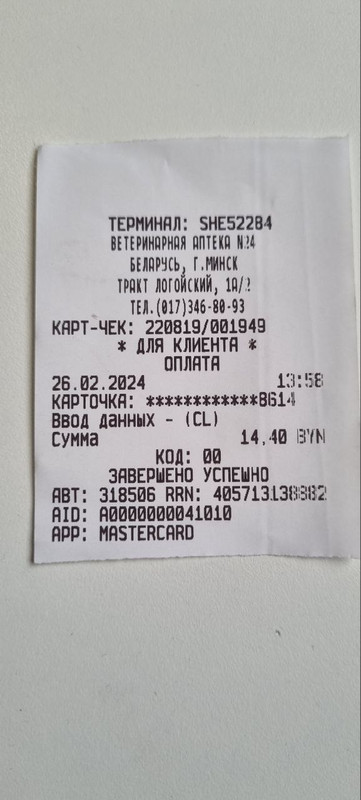 ТЕРМИНАЛ: SHE52284
ВЕТЕРИНАРНАЯ АПТЕКА
БЕЛАРУСЬ, Г.МИНСК
ТРАКТ ЛОГОЙСКИЙ,
ТЕЛ.(017)346-80-93
КАРТ-ЧЕК: 220819/001949
* ДЛЯ КЛИЕНТА *
ОПЛАТА
26.02.2024 13:58
КАРТОЧКА: ************8614
Ввод данных - (CL)
Сумма 14,40 BYN
КОД: 00
ЗАВЕРШЕНО УСПЕШНО
АВТ: 318506 RRN: 405713138882
AID: A0000000041010
APP: MASTERCARD